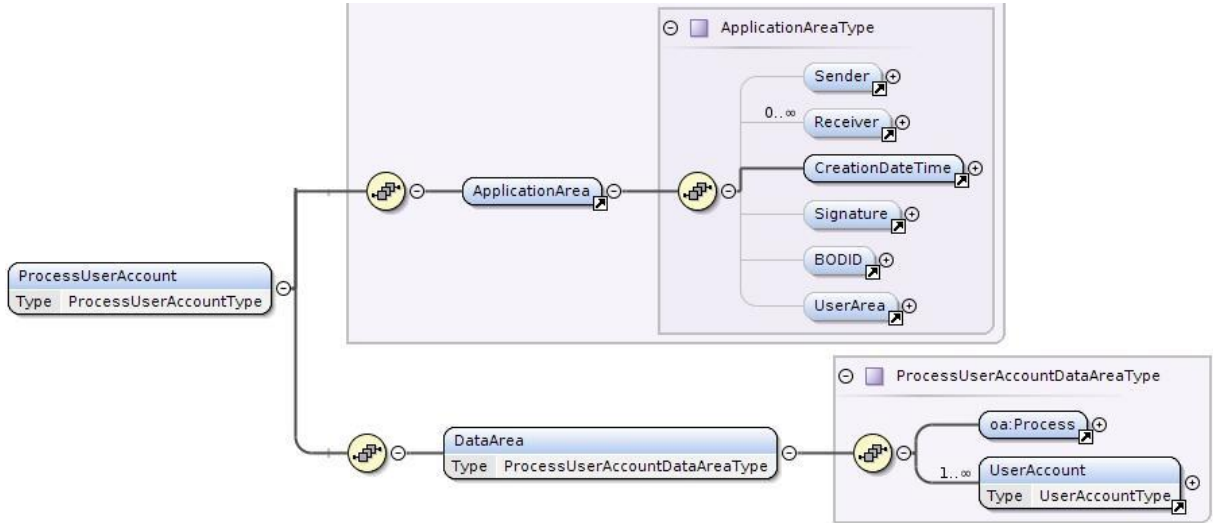 ApplicationAreaType
Sender
0..∞
Receiver
ApplicationArea
CreationDateTime
Signature
BODID
UserArea
ProcessUserAccount
Type ProcessUserAccountType
ProcessUserAccountDataAreaType
oa:Process
DataArea
Type ProcessUserAccountDataAreaType
1..∞
UserAccount
Type UserAccountType